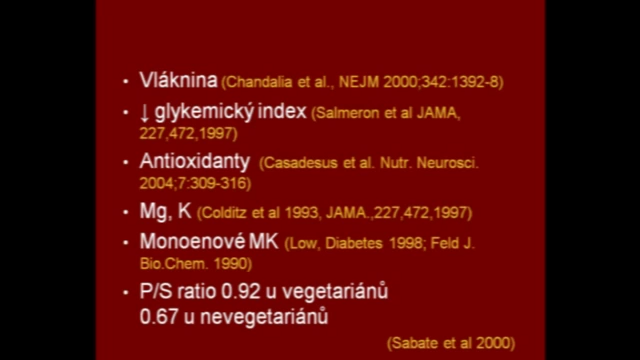 • Vláknina (Chandalia et al., NEJM 2000;342:1392-8)
• ↓ glykemický index (Salmeron et al JAMA,
227,472,1997)
• Antioxidanty (Casadesus et al. Nutr. Neurosci.
2004;7:309-316)
• Mg, K (Colditz et al 1993, JAMA.,227,472,1997)
• Monoenové MK (Low, Diabetes 1998; Feld J.
Bio.Chem. 1990)
• P/S ratio 0.92 u vegetariánů
0.67 u nevegetariánů
(Sabate et al 2000)